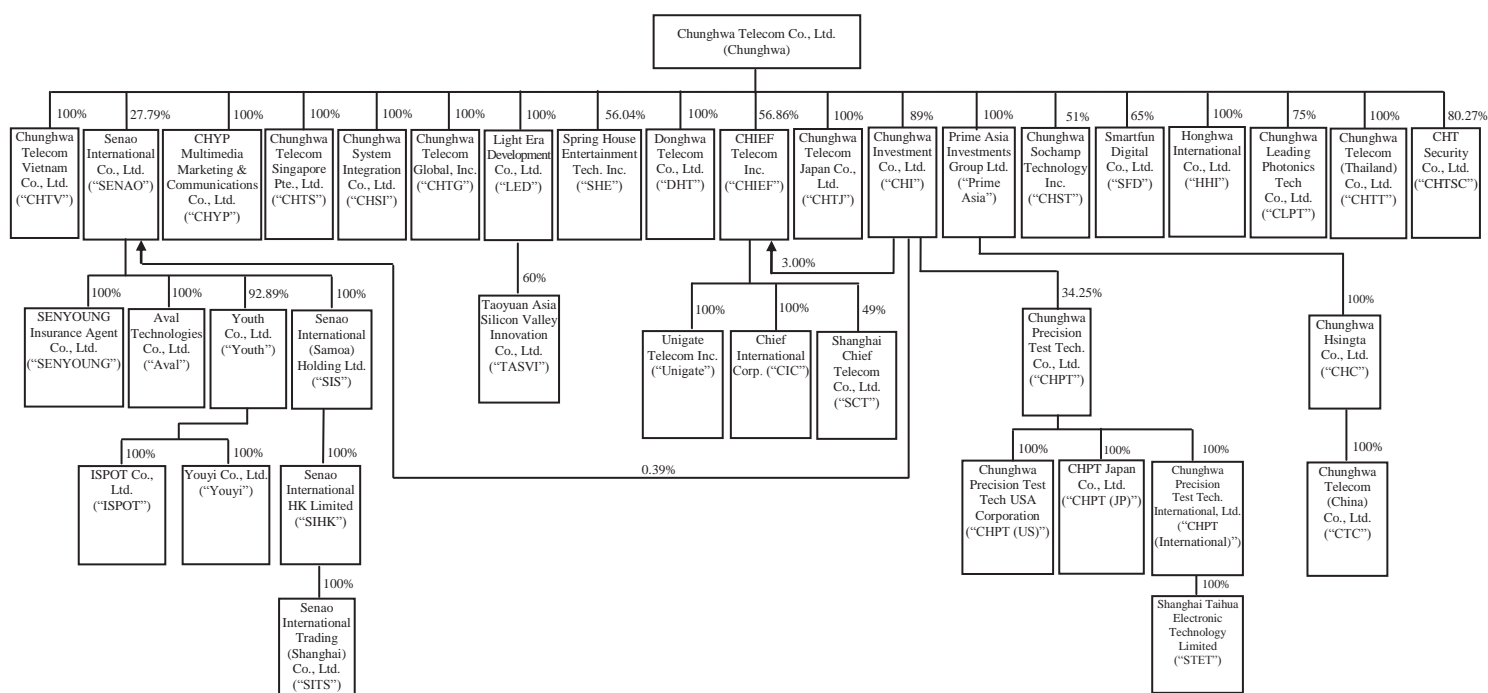 Chunghwa Telecom Co., Ltd.
(Chunghwa)
100%
27.79%
100%
100%
100%
100%
100%
56.04%
100%
56.86%
100%
89%
100%
51%
65%
100%
75%
100%
80.27%
Chunghwa
Telecom
Vietnam
Co., Ltd.
(“CHTV”)
Senao
International
Co., Ltd.
(“SENAO”)
CHYP
Multimedia
Marketing &
Communications
Co., Ltd.
(“CHYP”)
Chunghwa
Telecom
Singapore
Pte., Ltd.
(“CHTS”)
Chunghwa
System
Integration
Co., Ltd.
(“CHSI”)
Chunghwa
Telecom
Global, Inc.
(“CHTG”)
Light Era
Development
Co., Ltd.
(“LED”)
Spring House
Entertainment
Tech. Inc.
(“SHE”)
Donghwa
Telecom
Co., Ltd.
(“DHT”)
CHIEF
Telecom
Inc.
(“CHIEF”)
Chunghwa
Telecom
Japan Co.,
Ltd.
(“CHTJ”)
Chunghwa
Investment
Co., Ltd.
(“CHI”)
Prime Asia
Investments
Group Ltd.
(“Prime
Asia”)
Chunghwa
Sochamp
Technology
Inc.
(“CHST”)
Smartfun
Digital
Co., Ltd.
(“SFD”)
Honghwa
International
Co., Ltd.
(“HHI”)
Chunghwa
Leading
Photonics
Tech
Co., Ltd.
(“CLPT”)
Chunghwa
Telecom
(Thailand)
Co., Ltd.
(“CHTT”)
CHT
Security
Co., Ltd.
(“CHTSC”)
3.00%
100%
100%
92.89%
100%
60%
100%
100%
49%
34.25%
100%
SENYOUNG
Insurance Agent
Co., Ltd.
(“SENYOUNG”)
Aval
Technologies
Co., Ltd.
(“Aval”)
Youth
Co., Ltd.
(“Youth”)
Senao
International
(Samoa)
Holding Ltd.
(“SIS”)
Taoyuan Asia
Silicon Valley
Innovation
Co., Ltd.
(“TASVI”)
Unigate
Telecom Inc.
(“Unigate”)
Chief
International
Corp. (“CIC”)
Shanghai
Chief
Telecom
Co., Ltd.
(“SCT”)
Chunghwa
Precision
Test Tech.
Co., Ltd.
(“CHPT”)
Chunghwa
Hsingta
Co., Ltd.
(“CHC”)
100%
100%
100%
0.39%
100%
100%
100%
100%
ISPOT Co.,
Ltd.
(“ISPOT”)
Youyi Co., Ltd.
(“Youyi”)
Senao
International
HK Limited
(“SIHK”)
Chunghwa
Precision Test
Tech USA
Corporation
(“CHPT (US)”)
CHPT Japan
Co., Ltd.
(“CHPT (JP)”)
Chunghwa
Precision
Test Tech.
International, Ltd.
(“CHPT
(International)”)
Chunghwa
Telecom
(China)
Co., Ltd.
(“CTC”)
100%
100%
Senao
International
Trading
(Shanghai)
Co., Ltd.
(“SITS”)
Shanghai Taihua
Electronic
Technology
Limited
(“STET”)